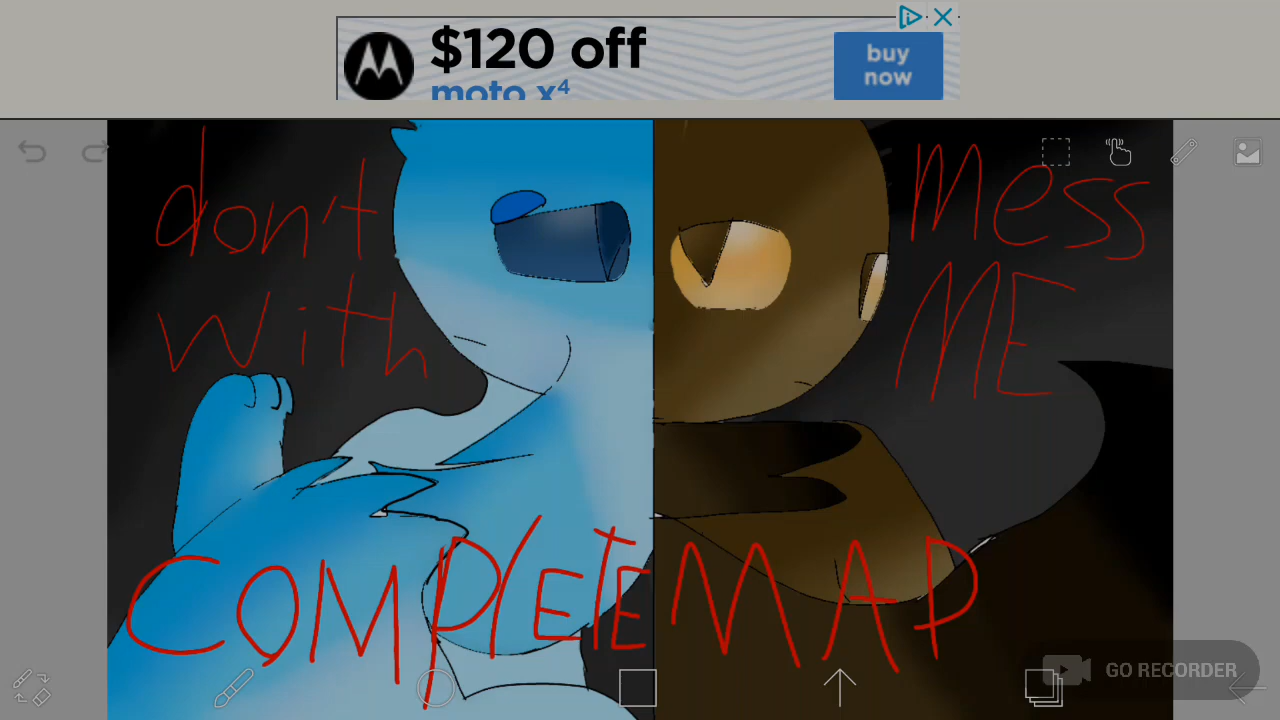 $120 off
moto x4
buy
now
don't
with
mess
ME
COMPLETE MAP
GO RECORDER